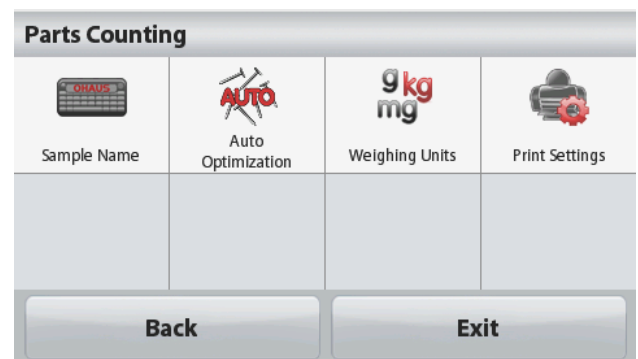 Parts Counting
OHAUS
Sample Name
AUTO
Auto
Optimization
g kg
mg
Weighing Units
Print Settings
Back
Exit